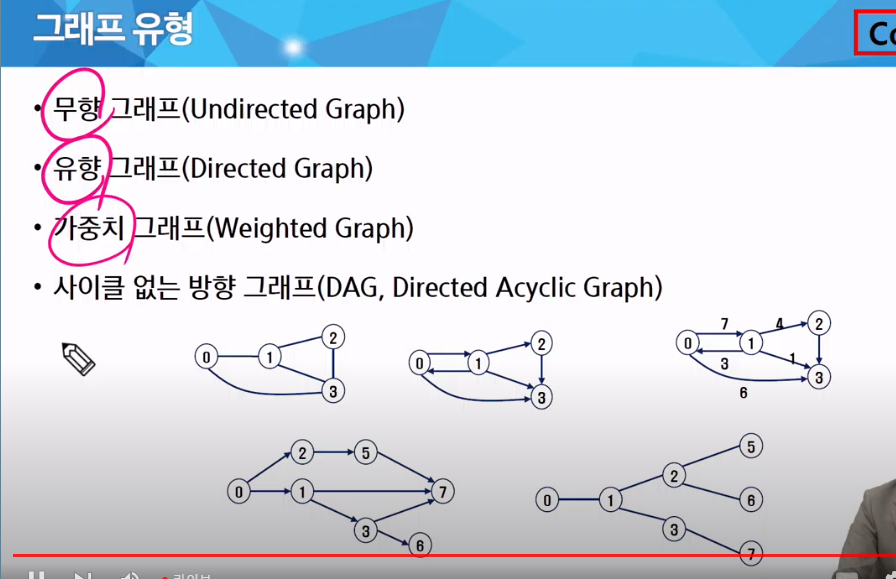 그래프 유형
• 무향 그래프(Undirected Graph)
• 유향 그래프(Directed Graph)
• 가중치 그래프(Weighted Graph)
• 사이클 없는 방향 그래프(DAG, Directed Acyclic Graph)
0 1 2 3
0 1 2 3
0 1 2 3 7 4 3 1 6
0 2 5 1 7 3 6
0 1 2 5 6 3 7